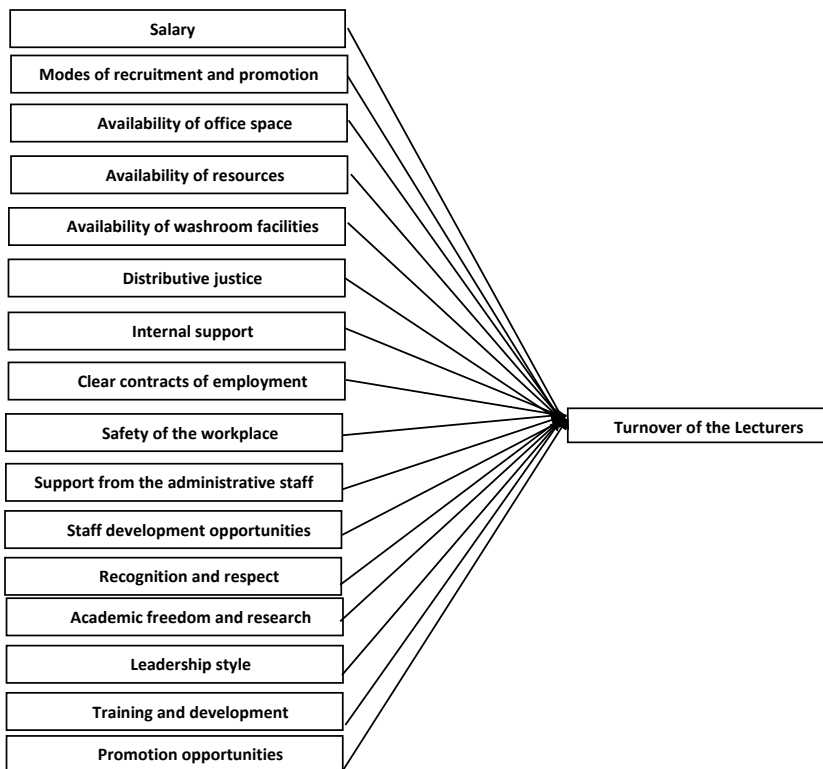 Salary
Modes of recruitment and promotion
Availability of office space
Availability of resources
Availability of washroom facilities
Distributive justice
Internal support
Clear contracts of employment
Safety of the workplace
Turnover of the Lecturers
Support from the administrative staff
Staff development opportunities
Recognition and respect
Academic freedom and research
Leadership style
Training and development
Promotion opportunities